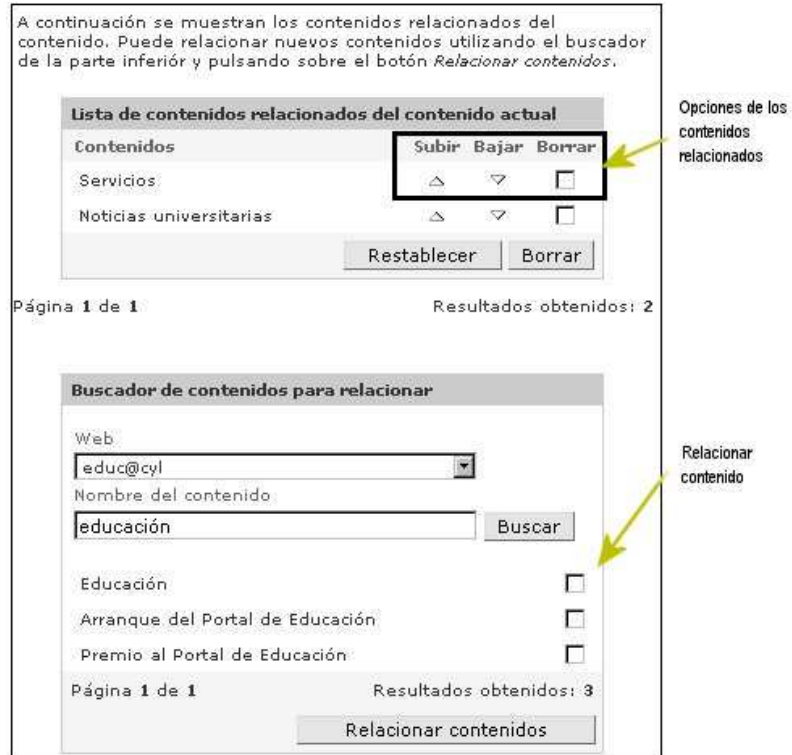 A continuación se muestran los contenidos relacionados del
contenido. Puede relacionar nuevos contenidos utilizando el buscador
de la parte inferiór y pulsando sobre el botón Relacionar contenidos.
Lista de contenidos relacionados del contenido actual
Contenidos Subir Bajar Borrar
Servicios
Noticias universitarias
Restablecer Borrar
Página 1 de 1 Resultados obtenidos: 2
Opciones de los
contenidos
relacionados
Buscador de contenidos para relacionar
Web
educ@cyl
Nombre del contenido
educación Buscar
Relacionar
contenido
Educación
Arranque del Portal de Educación
Premio al Portal de Educación
Página 1 de 1 Resultados obtenidos: 3
Relacionar contenidos